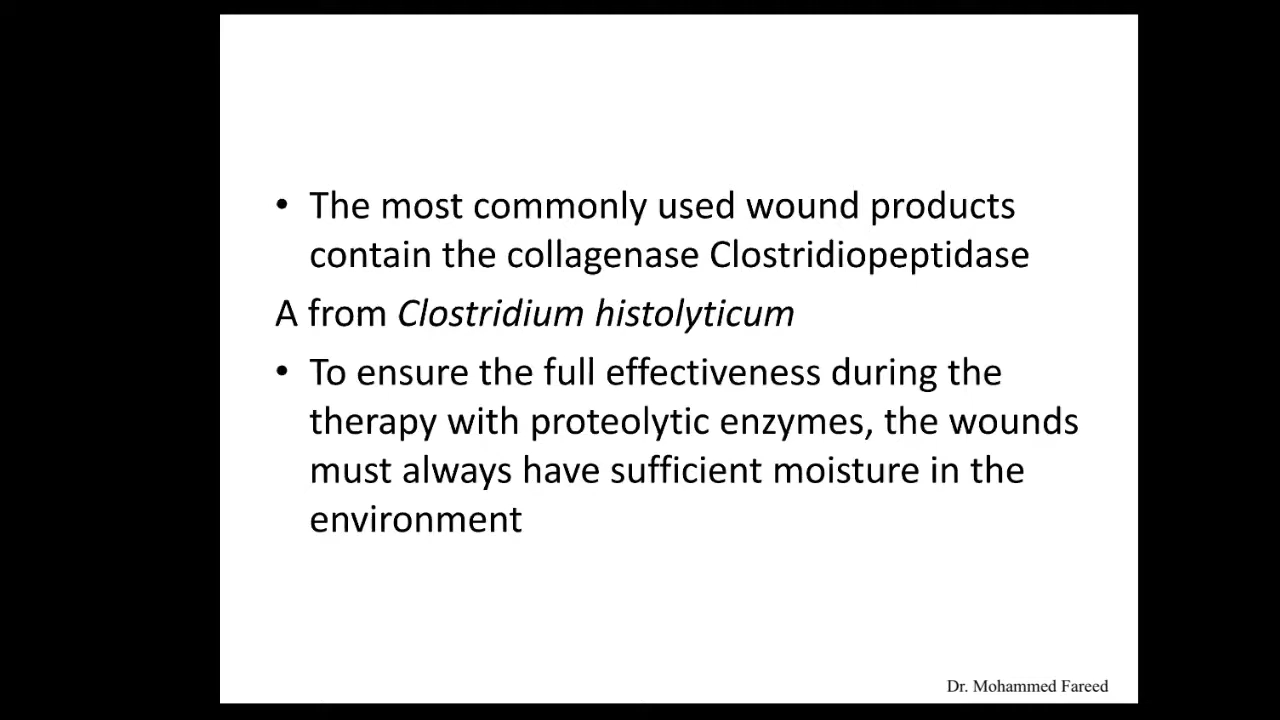 • The most commonly used wound products
contain the collagenase Clostridiopeptidase
A from Clostridium histolyticum
• To ensure the full effectiveness during the
therapy with proteolytic enzymes, the wounds
must always have sufficient moisture in the
environment
Dr. Mohammed Fareed